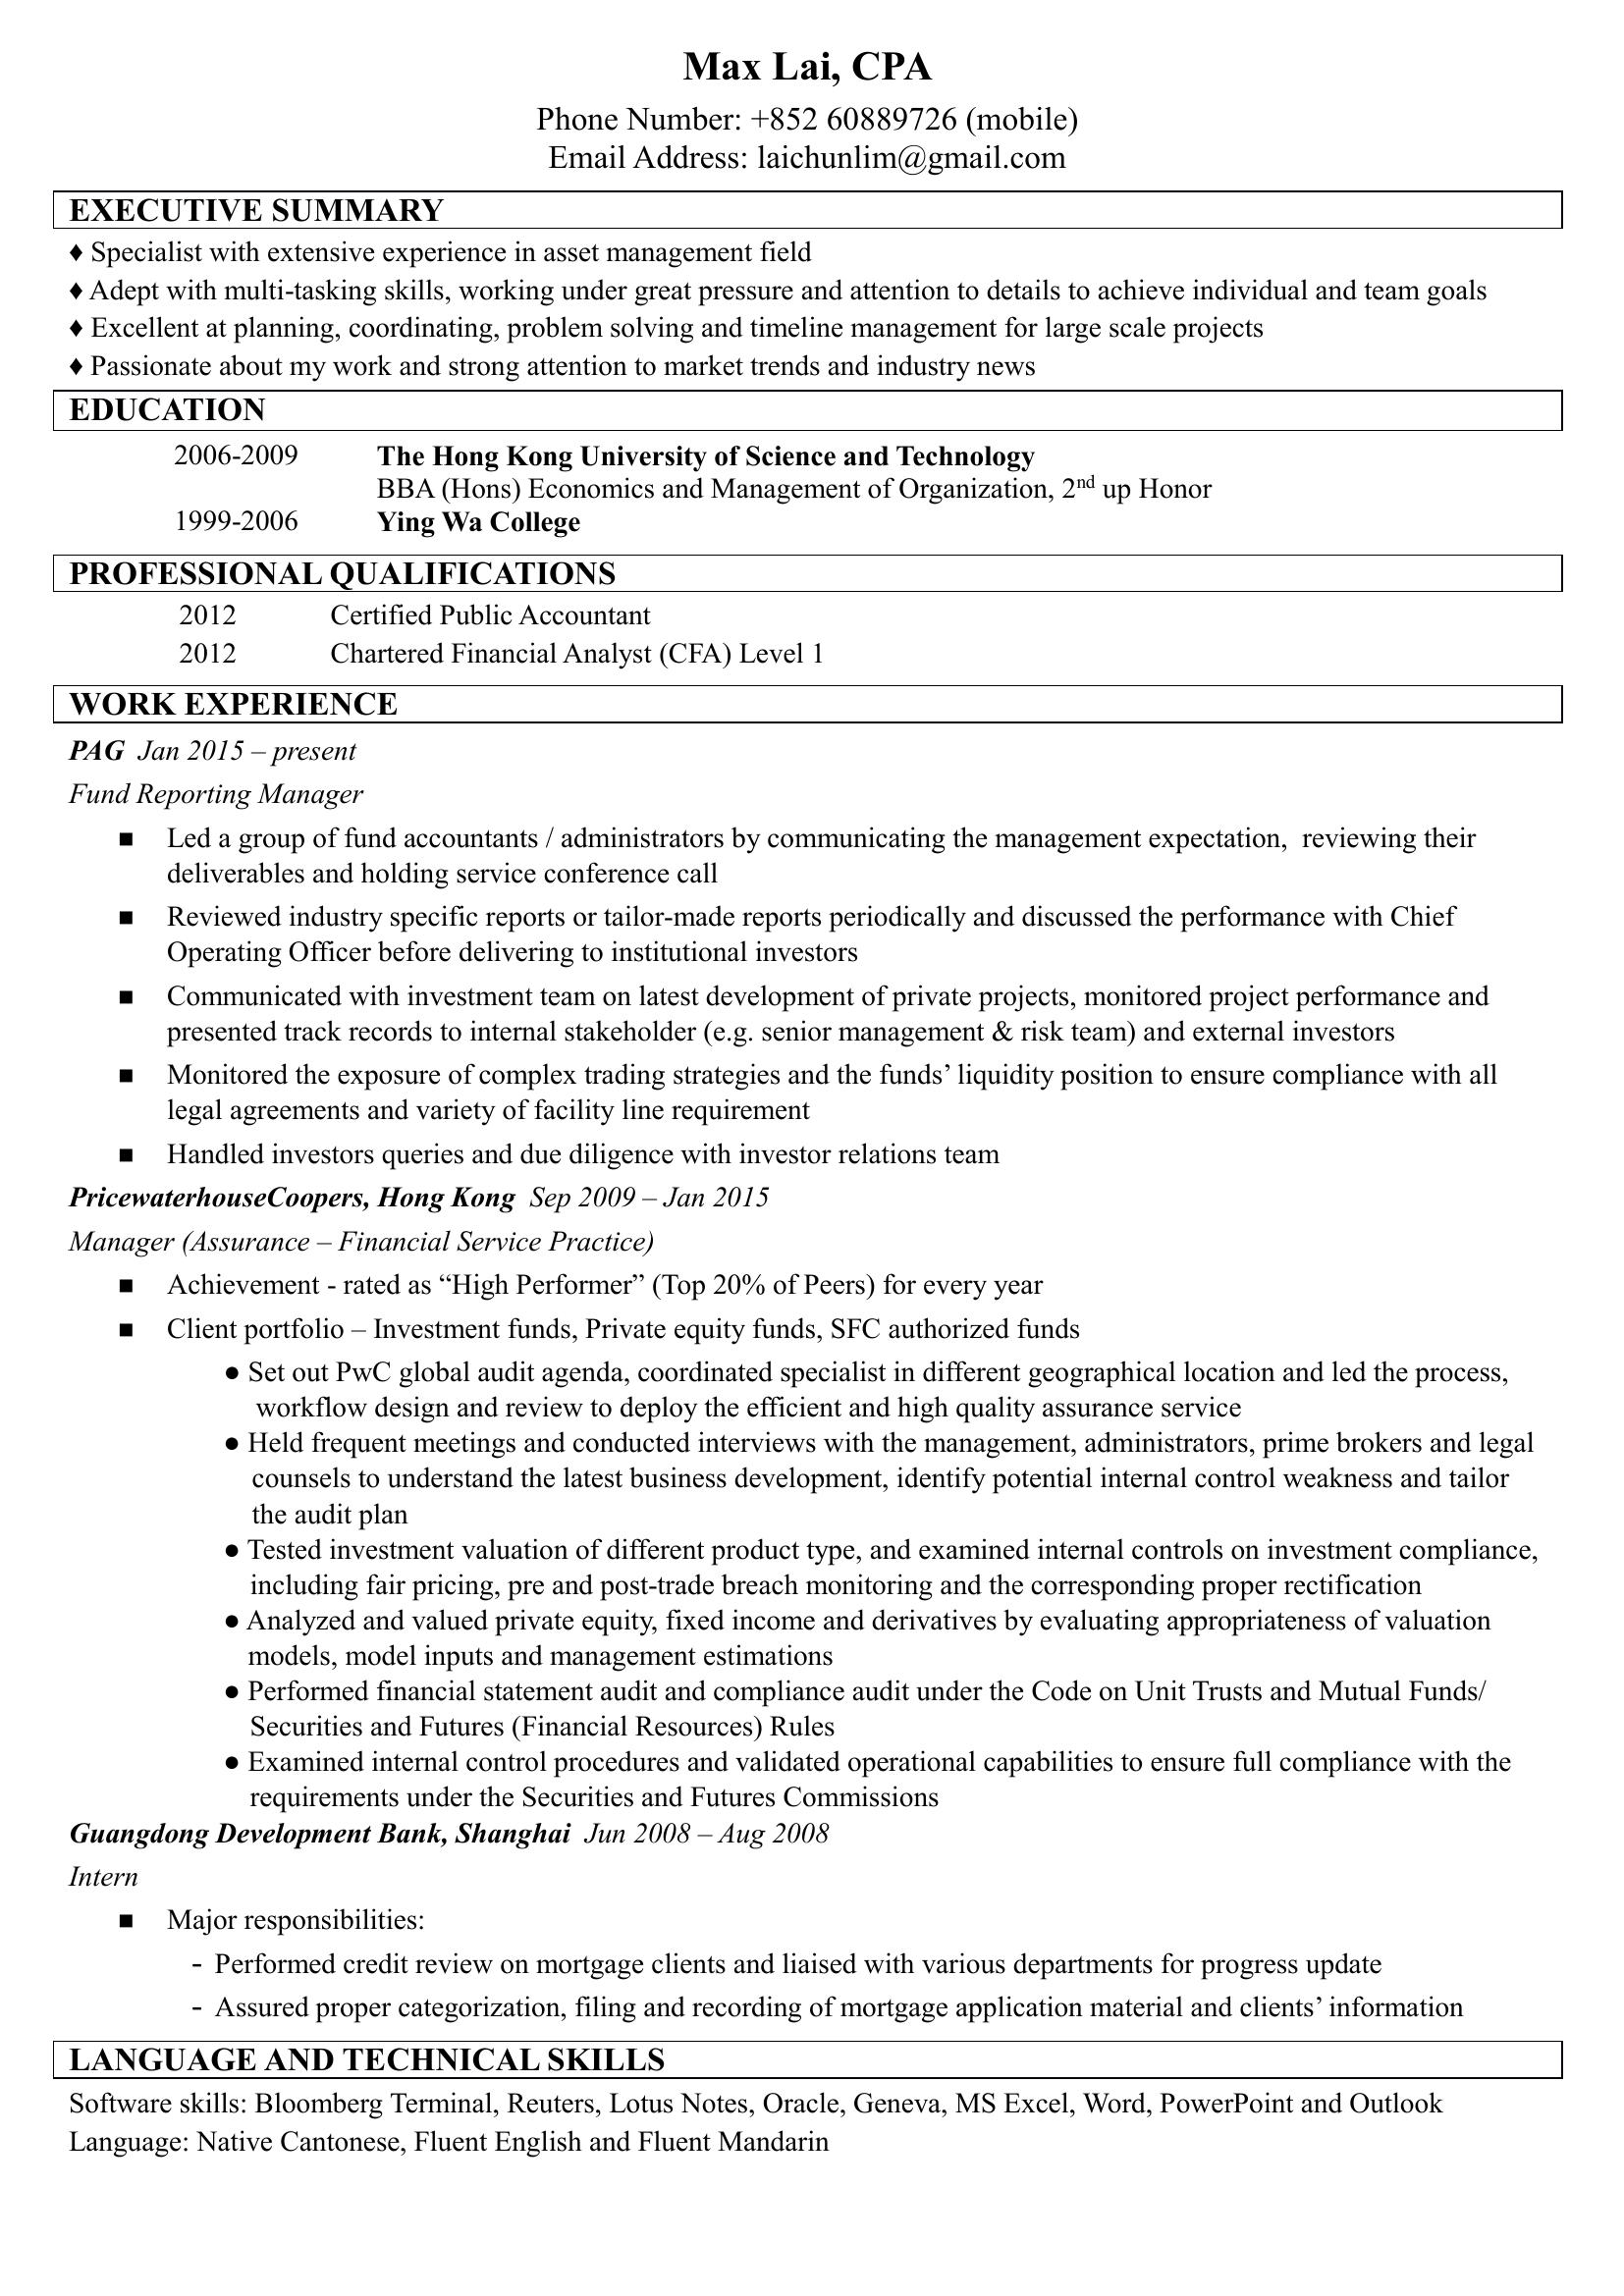 Max Lai, CPA
Phone Number: +852 60889726 (mobile)
Email Address: laichunlim@gmail.com
EXECUTIVE SUMMARY
♦ Specialist with extensive experience in asset management field
♦ Adept with multi-tasking skills, working under great pressure and attention to details to achieve individual and team goals
♦ Excellent at planning, coordinating, problem solving and timeline management for large scale projects
♦ Passionate about my work and strong attention to market trends and industry news
EDUCATION
2006-2009 The Hong Kong University of Science and Technology
BBA (Hons) Economics and Management of Organization, 2nd up Honor
1999-2006 Ying Wa College
PROFESSIONAL QUALIFICATIONS
2012 Certified Public Accountant
2012 Chartered Financial Analyst (CFA) Level 1
WORK EXPERIENCE
PAG Jan 2015 – present
Fund Reporting Manager
■ Led a group of fund accountants / administrators by communicating the management expectation, reviewing their
deliverables and holding service conference call
■ Reviewed industry specific reports or tailor-made reports periodically and discussed the performance with Chief
Operating Officer before delivering to institutional investors
■ Communicated with investment team on latest development of private projects, monitored project performance and
presented track records to internal stakeholder (e.g. senior management & risk team) and external investors
■ Monitored the exposure of complex trading strategies and the funds’ liquidity position to ensure compliance with all
legal agreements and variety of facility line requirement
■ Handled investors queries and due diligence with investor relations team
PricewaterhouseCoopers, Hong Kong Sep 2009 – Jan 2015
Manager (Assurance – Financial Service Practice)
■ Achievement - rated as “High Performer” (Top 20% of Peers) for every year
■ Client portfolio – Investment funds, Private equity funds, SFC authorized funds
● Set out PwC global audit agenda, coordinated specialist in different geographical location and led the process,
workflow design and review to deploy the efficient and high quality assurance service
● Held frequent meetings and conducted interviews with the management, administrators, prime brokers and legal
counsels to understand the latest business development, identify potential internal control weakness and tailor
the audit plan
● Tested investment valuation of different product type, and examined internal controls on investment compliance,
including fair pricing, pre and post-trade breach monitoring and the corresponding proper rectification
● Analyzed and valued private equity, fixed income and derivatives by evaluating appropriateness of valuation
models, model inputs and management estimations
● Performed financial statement audit and compliance audit under the Code on Unit Trusts and Mutual Funds/
Securities and Futures (Financial Resources) Rules
● Examined internal control procedures and validated operational capabilities to ensure full compliance with the
requirements under the Securities and Futures Commissions
Guangdong Development Bank, Shanghai Jun 2008 – Aug 2008
Intern
■ Major responsibilities:
- Performed credit review on mortgage clients and liaised with various departments for progress update
- Assured proper categorization, filing and recording of mortgage application material and clients’ information
LANGUAGE AND TECHNICAL SKILLS
Software skills: Bloomberg Terminal, Reuters, Lotus Notes, Oracle, Geneva, MS Excel, Word, PowerPoint and Outlook
Language: Native Cantonese, Fluent English and Fluent Mandarin